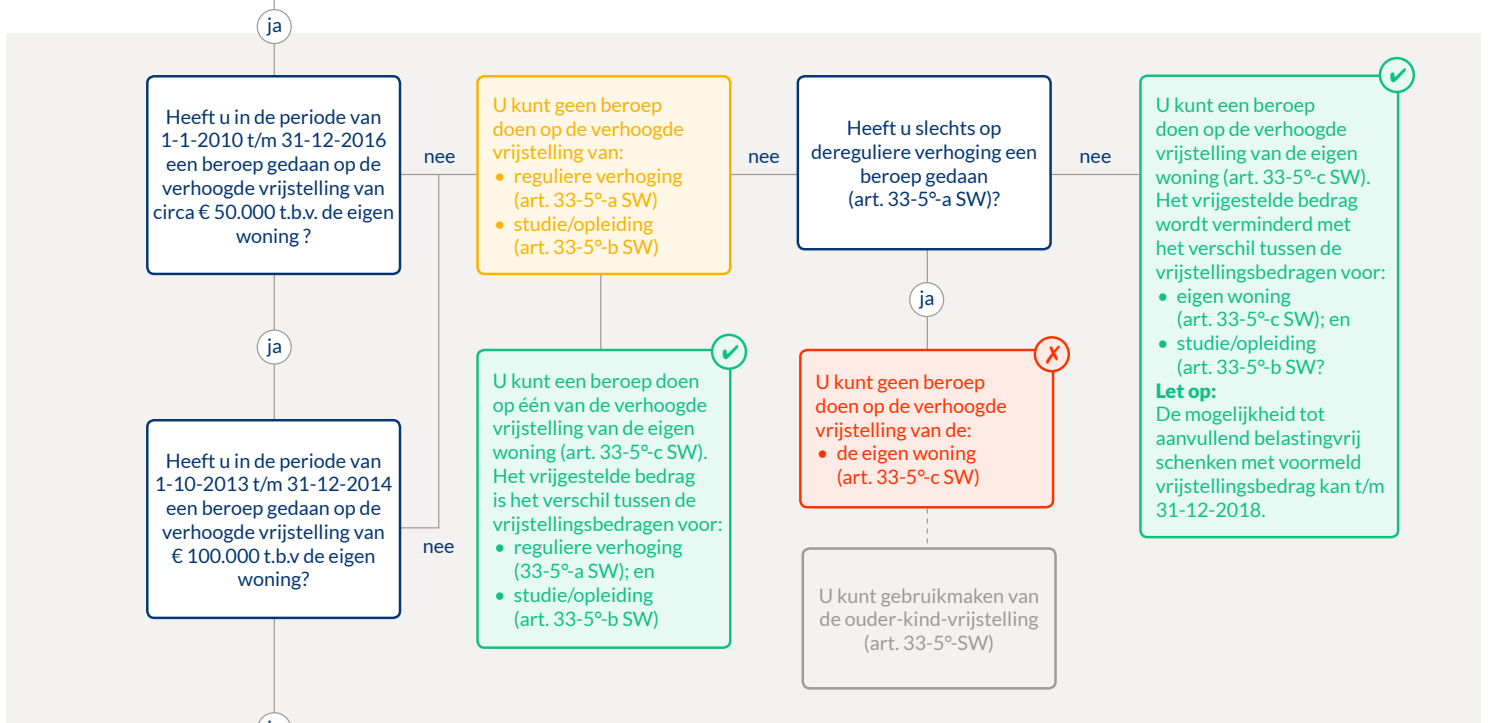 ja
Heeft u in de periode van
1-1-2010 t/m 31-12-2016
een beroep gedaan op de
verhoogde vrijstelling van
circa € 50.000 t.b.v. de eigen
woning ?
nee
U kunt geen beroep
doen op de verhoogde
vrijstelling van:
• reguliere verhoging
(art. 33-5°-a SW)
• studie/opleiding
(art. 33-5°-b SW)
nee
Heeft u slechts op
dereguliere verhoging een
beroep gedaan
(art. 33-5°-a SW)?
nee
✔
U kunt een beroep
doen op de verhoogde
vrijstelling van de eigen
woning (art. 33-5°-c SW).
Het vrijgestelde bedrag
wordt verminderd met
het verschil tussen de
vrijstellingsbedragen voor:
• eigen woning
(art. 33-5°-c SW); en
• studie/opleiding
(art. 33-5°-b SW?
Let op:
De mogelijkheid tot
aanvullend belastingvrij
schenken met voormeld
vrijstellingsbedrag kan t/m
31-12-2018.
ja
ja
Heeft u in de periode van
1-10-2013 t/m 31-12-2014
een beroep gedaan op de
verhoogde vrijstelling van
€ 100.000 t.b.v de eigen
woning?
nee
✔
U kunt een beroep doen
op één van de verhoogde
vrijstelling van de eigen
woning (art. 33-5°-c SW).
Het vrijgestelde bedrag
is het verschil tussen de
vrijstellingsbedragen voor:
• reguliere verhoging
(33-5°-a SW); en
• studie/opleiding
(art. 33-5°-b SW)
✗
U kunt geen beroep
doen op de verhoogde
vrijstelling van de:
• de eigen woning
(art. 33-5°-c SW)
U kunt gebruikmaken van
de ouder-kind-vrijstelling
(art. 33-5°-SW)